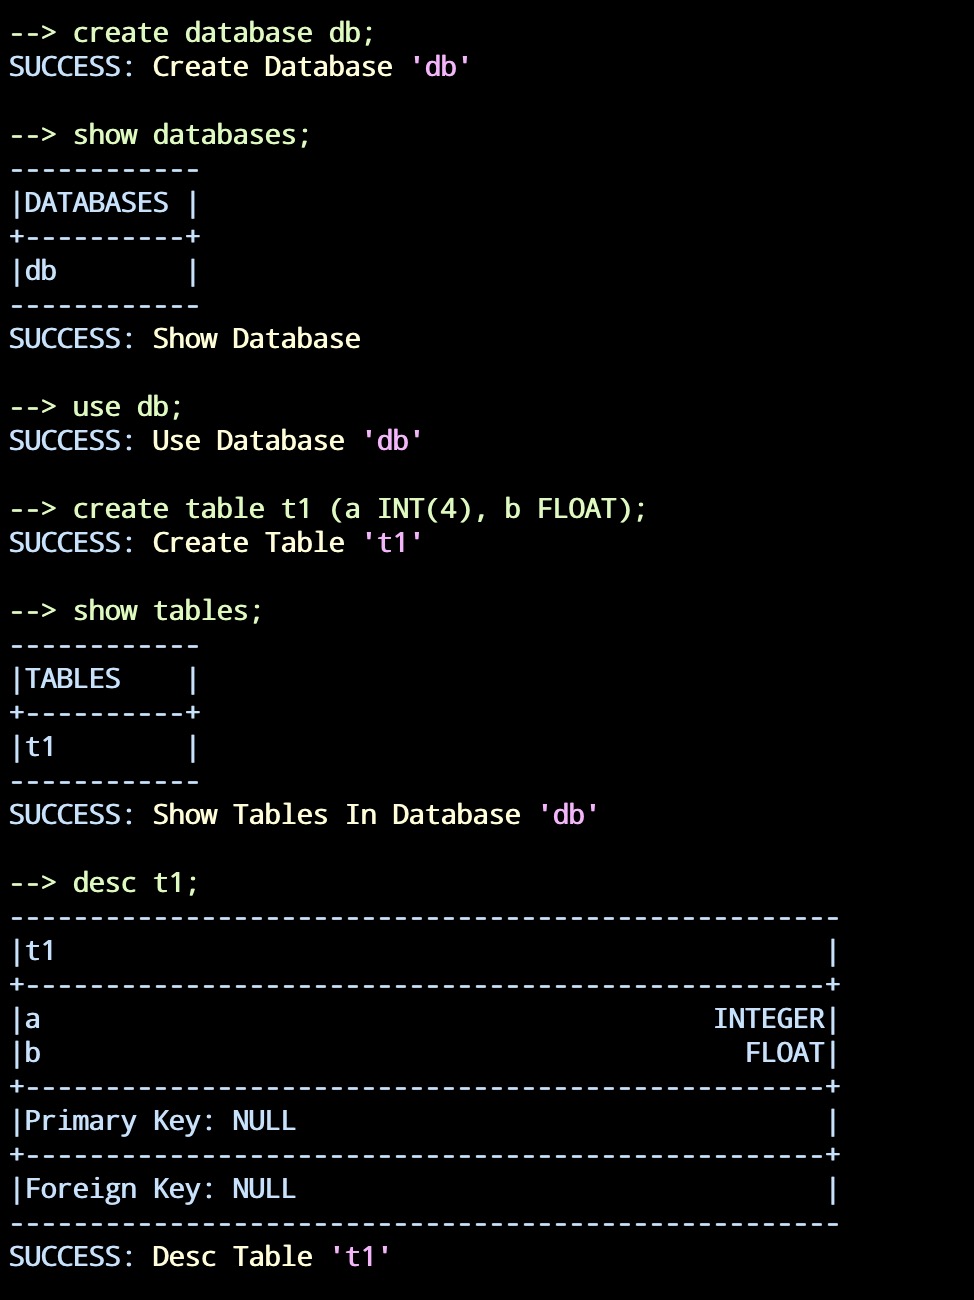 --> create database db;
SUCCESS: Create Database 'db'
--> show databases;
------------
|DATABASES |
+----------+
|db        |
------------
SUCCESS: Show Database
--> use db;
SUCCESS: Use Database 'db'
--> create table t1 (a INT(4), b FLOAT);
SUCCESS: Create Table 't1'
--> show tables;
------------
|TABLES    |
+----------+
|t1        |
------------
SUCCESS: Show Tables In Database 'db'
--> desc t1;
----------------------------------------------------
|t1                                                |
+--------------------------------------------------+
|a                                          INTEGER|
|b                                            FLOAT|
+--------------------------------------------------+
|Primary Key: NULL                                 |
+--------------------------------------------------+
|Foreign Key: NULL                                 |
----------------------------------------------------
SUCCESS: Desc Table 't1'